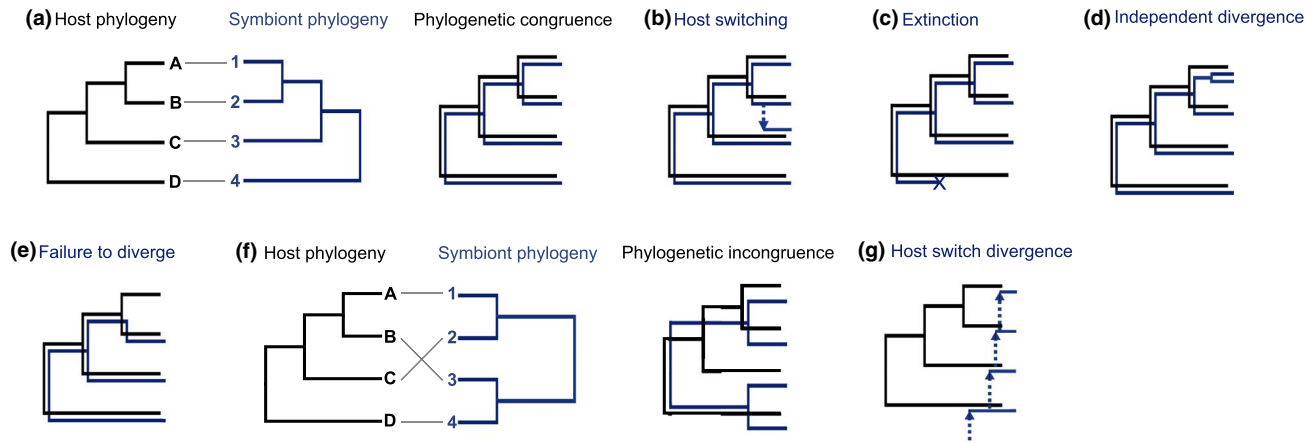 (a) Host phylogeny Symbiont phylogeny Phylogenetic congruence (b) Host switching (c) Extinction (d) Independent divergence
A 1
B 2
C 3
D 4
X
(e) Failure to diverge (f) Host phylogeny Symbiont phylogeny Phylogenetic incongruence (g) Host switch divergence
A 1
B 2
C 3
D 4